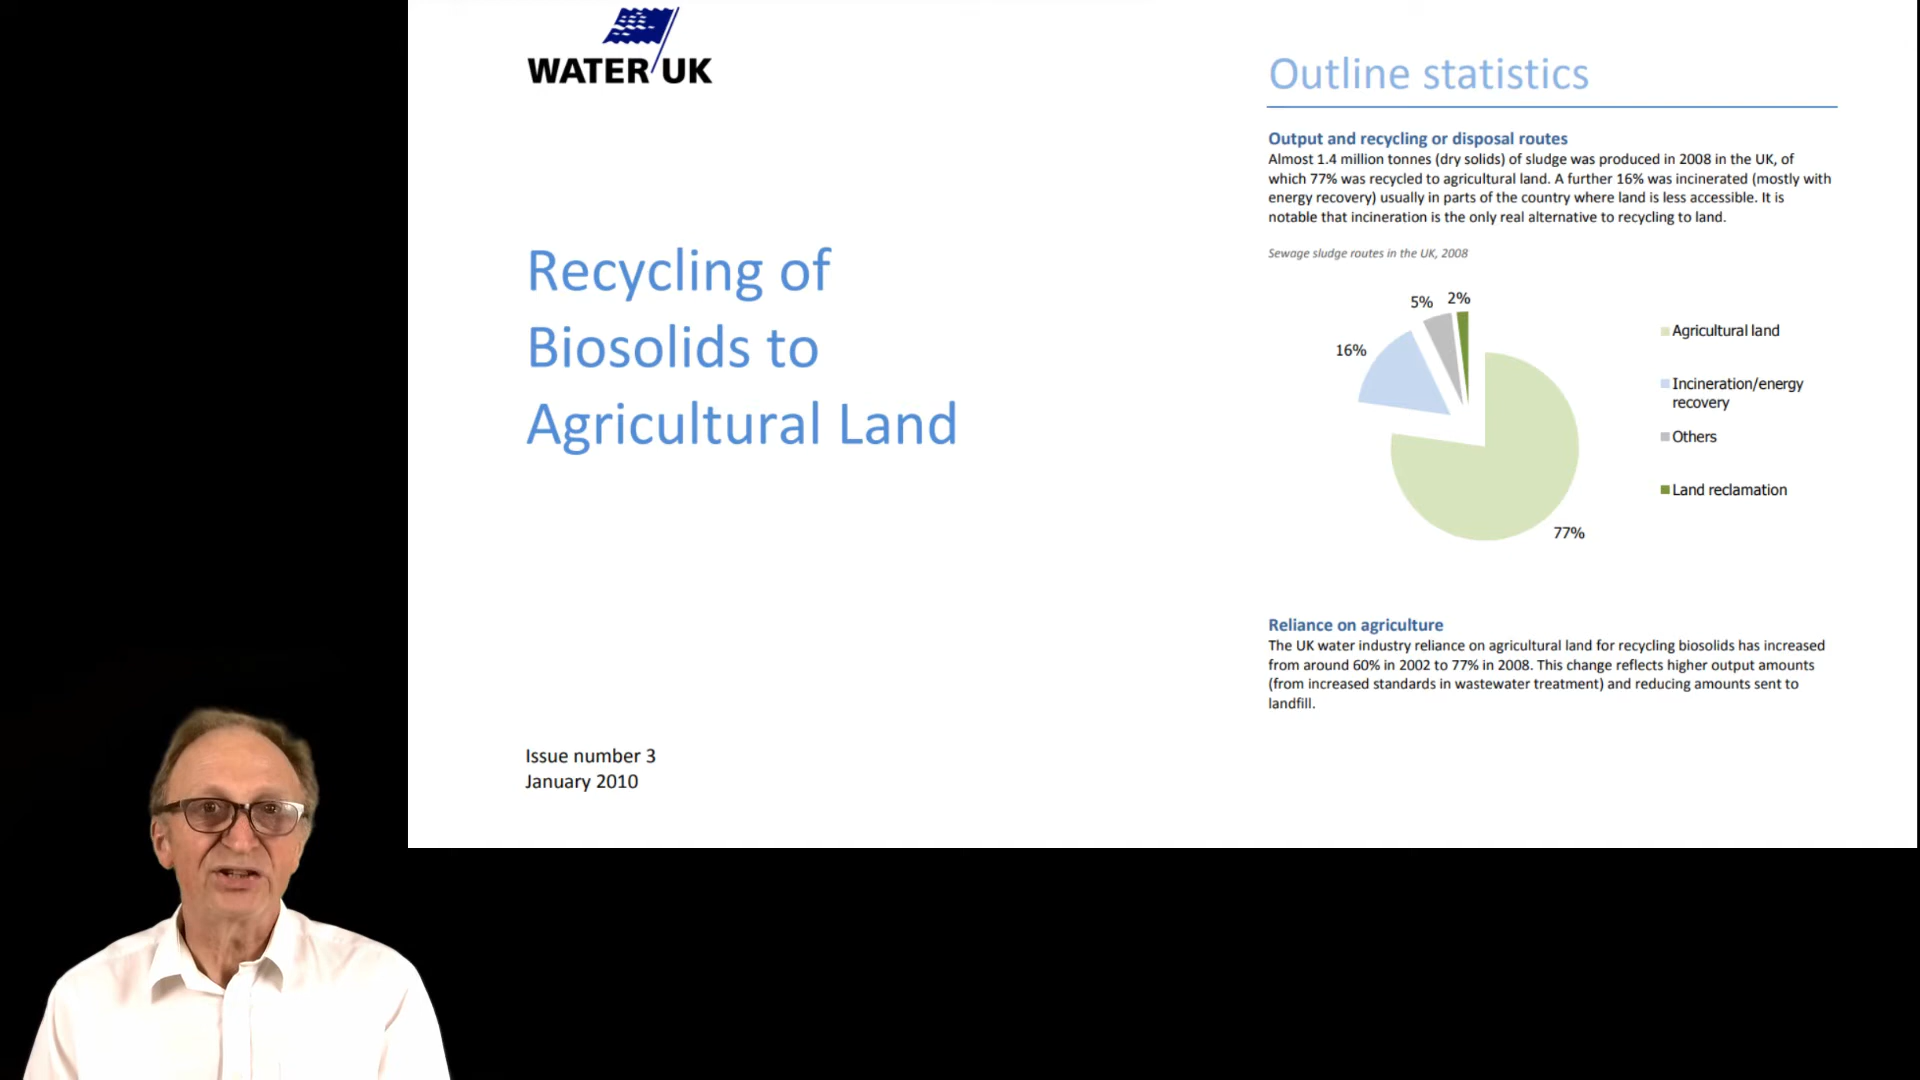 WATER UK
Recycling of
Biosolids to
Agricultural Land
Issue number 3
January 2010
Outline statistics
Output and recycling or disposal routes
Almost 1.4 million tonnes (dry solids) of sludge was produced in 2008 in the UK, of
which 77% was recycled to agricultural land. A further 16% was incinerated (mostly with
energy recovery) usually in parts of the country where land is less accessible. It is
notable that incineration is the only real alternative to recycling to land.
Sewage sludge routes in the UK, 2008
5%
2%
16%
77%
Agricultural land
Incineration/energy
recovery
Others
Land reclamation
Reliance on agriculture
The UK water industry reliance on agricultural land for recycling biosolids has increased
from around 60% in 2002 to 77% in 2008. This change reflects higher output amounts
(from increased standards in wastewater treatment) and reducing amounts sent to
landfill.